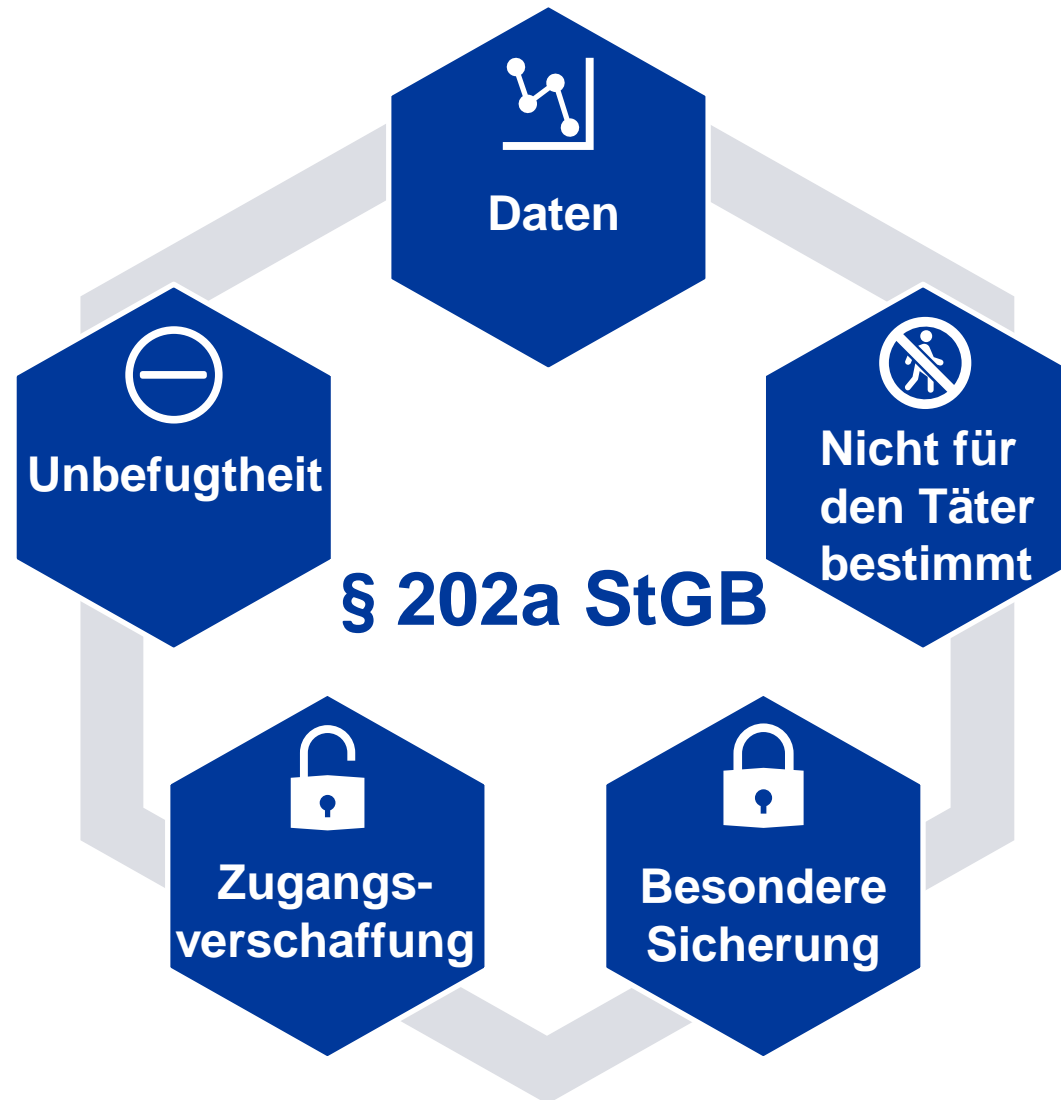 Daten
Nicht für
den Täter
bestimmt
Besondere
Sicherung
Zugangs-
verschaffung
Unbefugtheit
§ 202a StGB